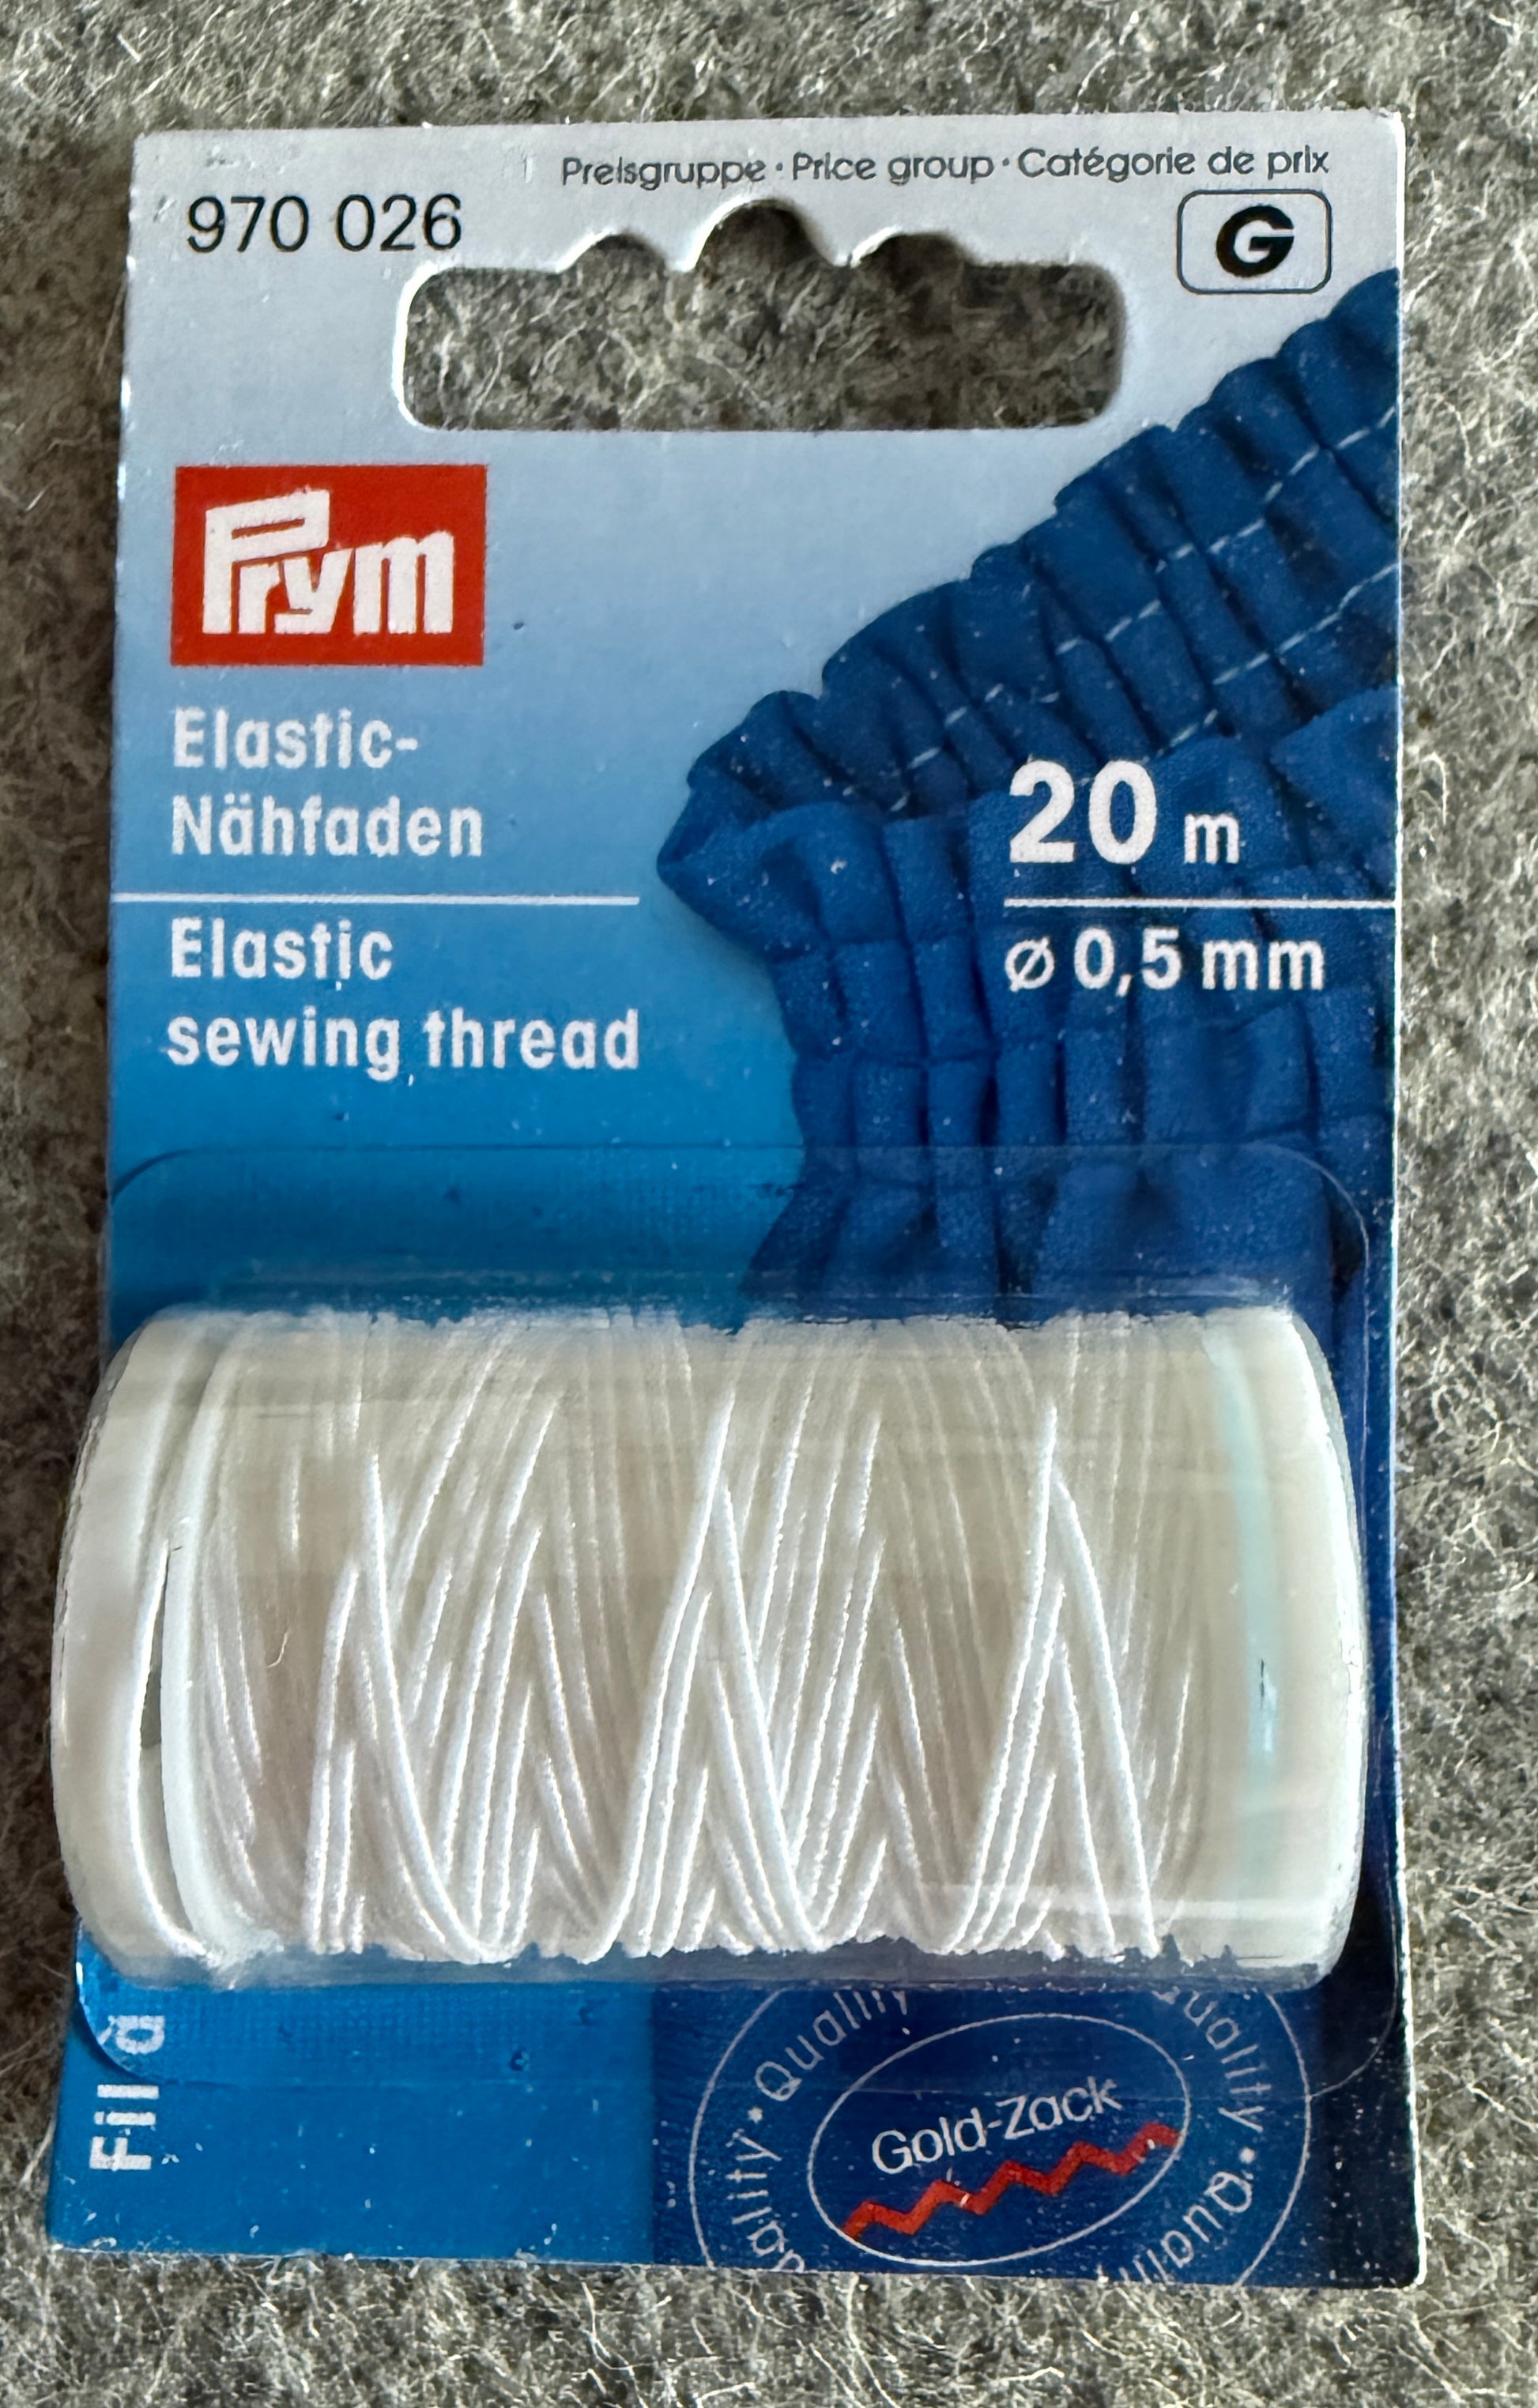 Preisgruppe · Price group · Catégorie de prix
970 026
G
Prym
Elastic-
Nähfaden
20 m
Elastic
sewing thread
ø 0,5 mm
Quality
Quality
Quality
Gold-Zack